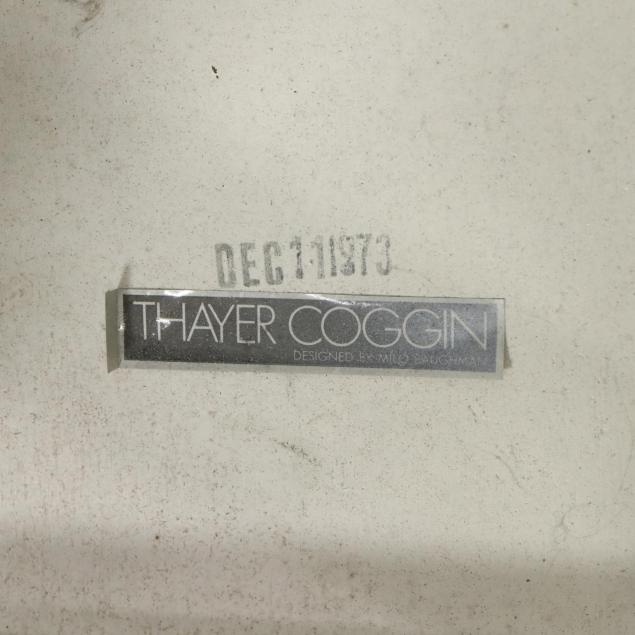 DEC 11 1973
THAYER COGGIN
DESIGNED BY MILO BAUGHMAN